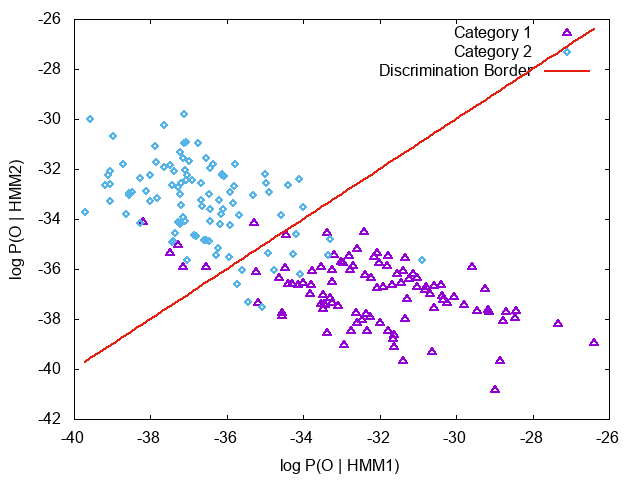 Category 1
Category 2
Discrimination Border
-26
-28
-30
-32
-34
-36
-38
-40
-42
log P(O | HMM2)
-40 -38 -36 -34 -32 -30 -28 -26
log P(O | HMM1)